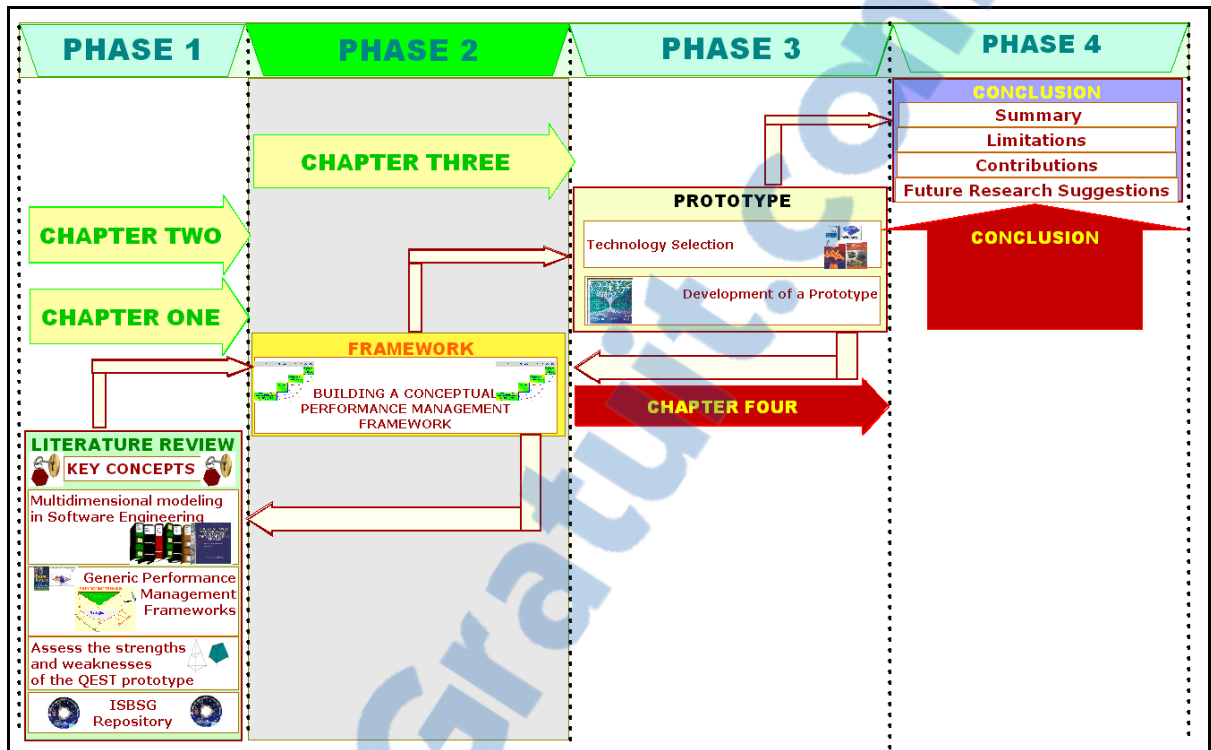 PHASE 1
PHASE 2
PHASE 3
PHASE 4
CHAPTER TWO
CHAPTER ONE
LITERATURE REVIEW
KEY CONCEPTS
Multidimensional modeling
in Software Engineering
Generic Performance
Management
Frameworks
Assess the strengths
and weaknesses
of the QEST prototype
ISBSG
Repository
CHAPTER THREE
FRAMEWORK
BUILDING A CONCEPTUAL
PERFORMANCE MANAGEMENT
FRAMEWORK
PROTOTYPE
Technology Selection
Development of a Prototype
CHAPTER FOUR
CONCLUSION
Summary
Limitations
Contributions
Future Research Suggestions
CONCLUSION
Gratuit.com